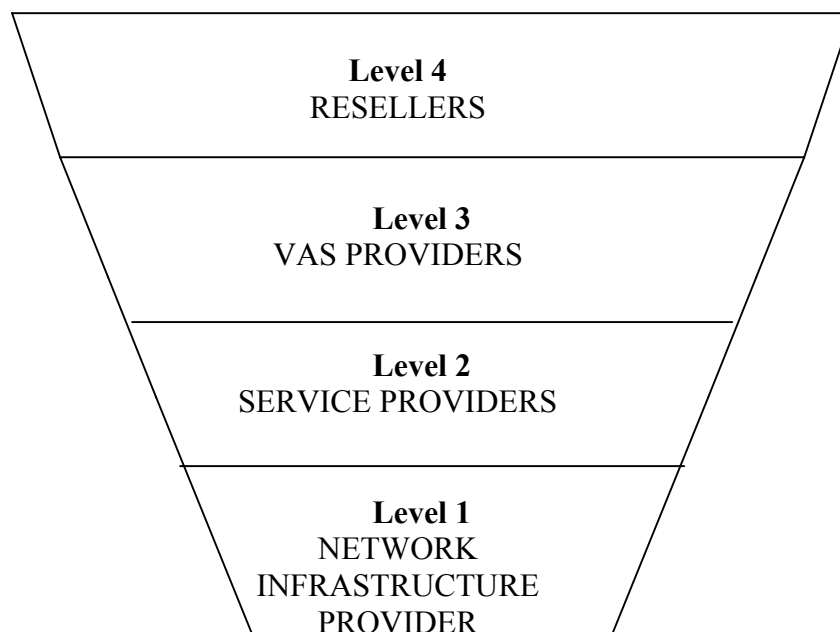 Level 4
RESELLERS
Level 3
VAS PROVIDERS
Level 2
SERVICE PROVIDERS
Level 1
NETWORK
INFRASTRUCTURE
PROVIDER